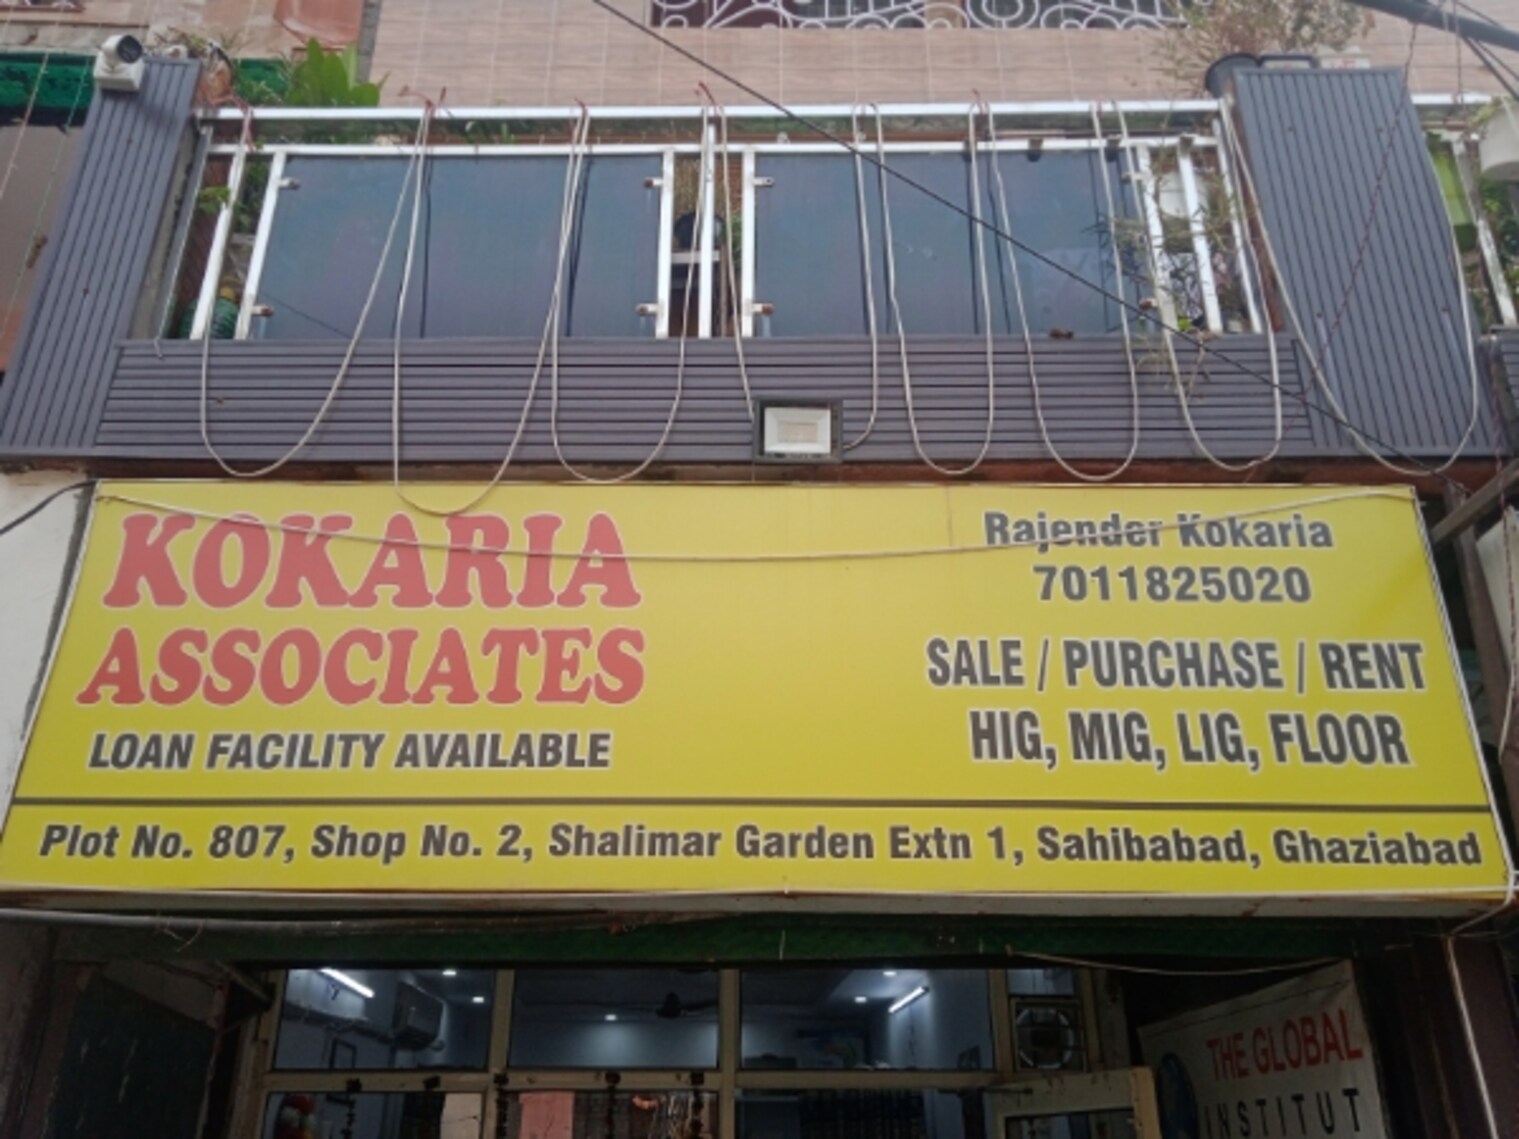 KOKARIA
ASSOCIATES
LOAN FACILITY AVAILABLE
Rajender Kokaria
7011825020
SALE / PURCHASE / RENT
HIG, MIG, LIG, FLOOR
Plot No. 807, Shop No. 2, Shalimar Garden Extn 1, Sahibabad, Ghaziabad
THE GLOBAL
INSTITUT